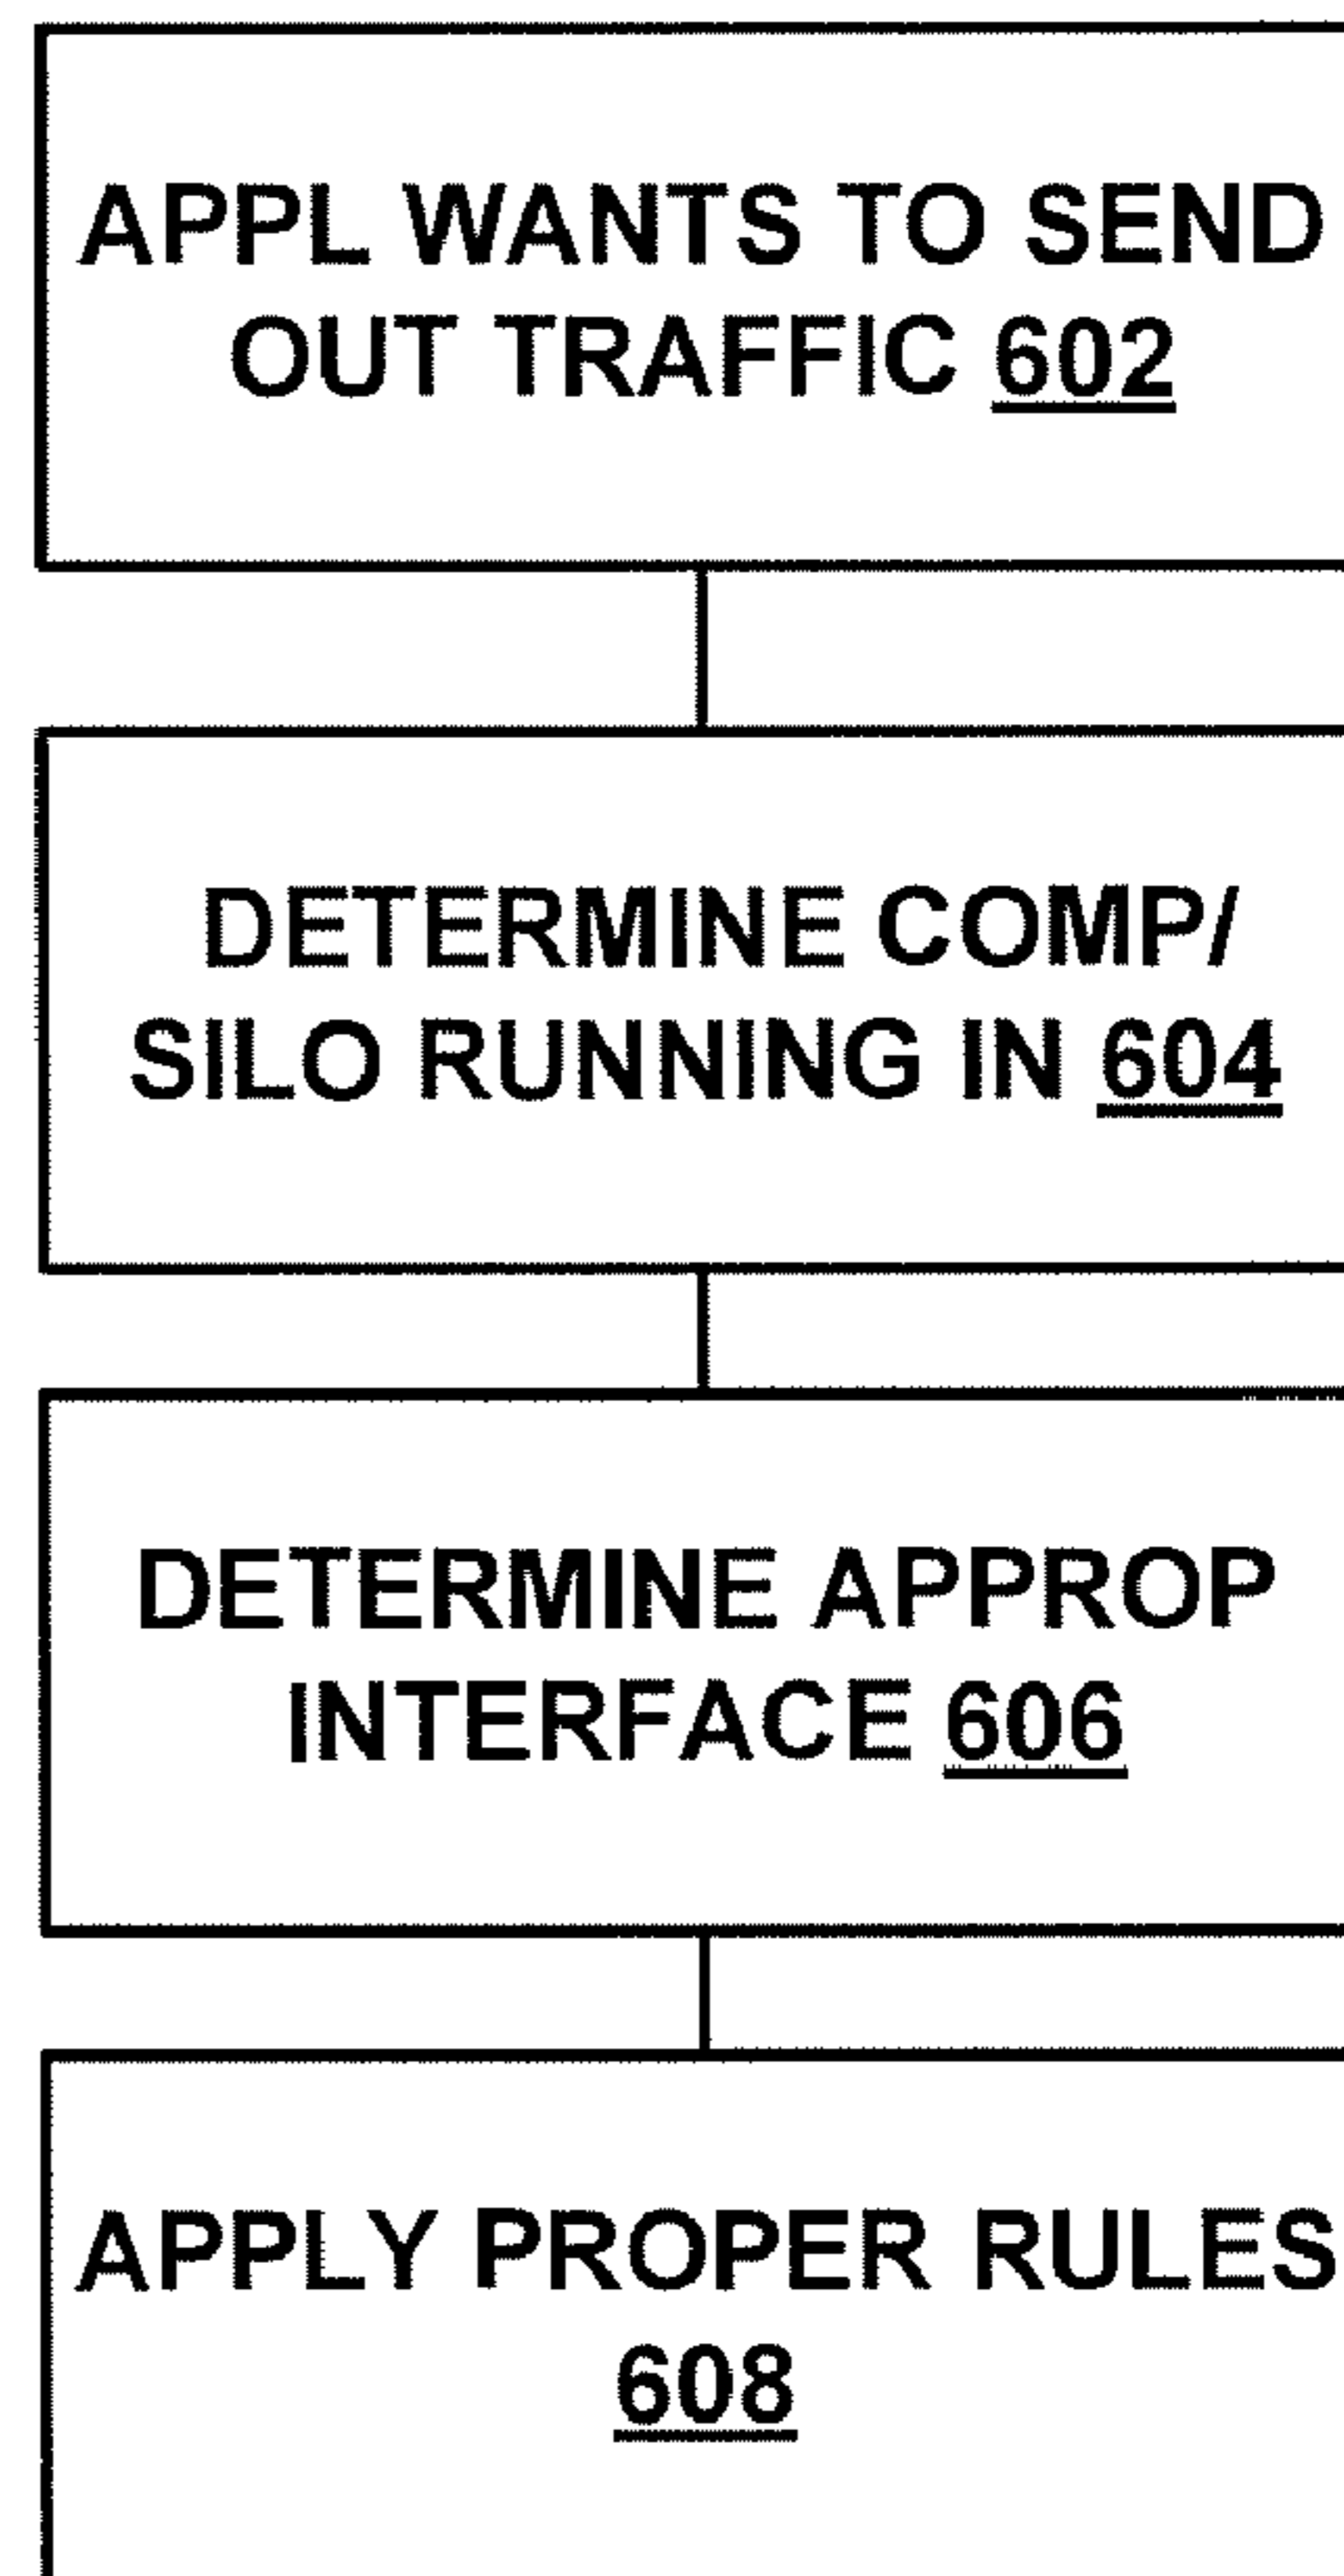 APPL WANTS TO SEND
OUT TRAFFIC 602
DETERMINE COMP/
SILO RUNNING IN 604
DETERMINE APPROP
INTERFACE 606
APPLY PROPER RULES
608